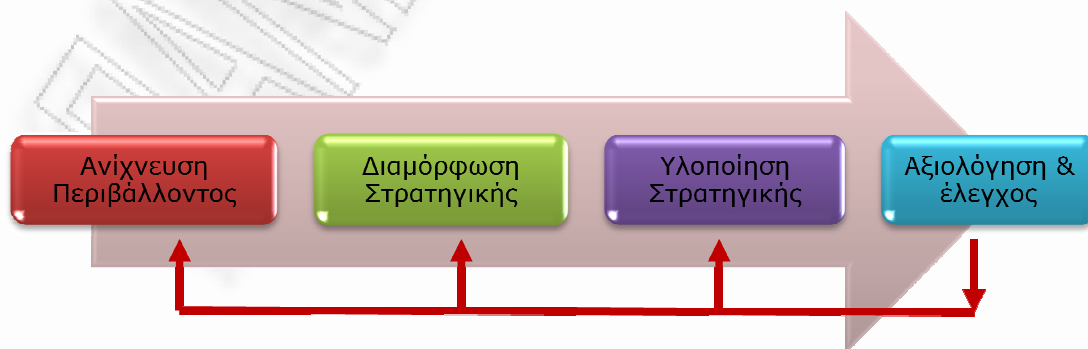 Ανίχνευση
Περιβάλλοντος
Διαμόρφωση
Στρατηγικής
Υλοποίηση
Στρατηγικής
Αξιολόγηση &
έλεγχος